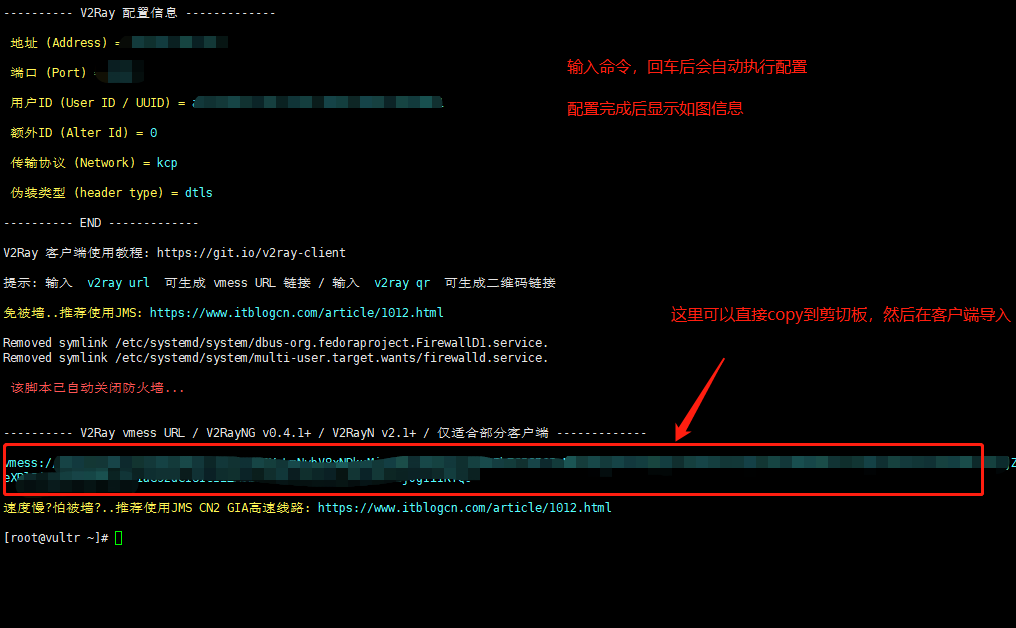 ---------- V2Ray 配置信息 -------------
地址 (Address) =
端口 (Port)
输入命令，回车后会自动执行配置
用户ID (User ID / UUID) =
配置完成后显示如图信息
额外ID (Alter Id) = 0
传输协议 (Network) = kcp
伪装类型 (header type) = dtls
---------- END -------------
V2Ray 客户端使用教程: https://git.io/v2ray-client
提示: 输入 v2ray url 可生成 vmess URL 链接 / 输入 v2ray qr 可生成二维码链接
免被墙..推荐使用JMS: https://www.itblogcn.com/article/1012.html
这里可以直接copy到剪切板，然后在客户端导入
Removed symlink /etc/systemd/system/dbus-org.fedoraproject.FirewallD1.service.
Removed symlink /etc/systemd/system/multi-user.target.wants/firewalld.service.
该脚本已自动关闭防火墙...
---------- V2Ray vmess URL / V2RayNG v0.4.1+ / V2RayN v2.1+ / 仅适合部分客户端 -------------
vmess:/
速度慢?怕被墙?..推荐使用JMS CN2 GIA高速线路: https://www.itblogcn.com/article/1012.html
[root@vultr ~]#